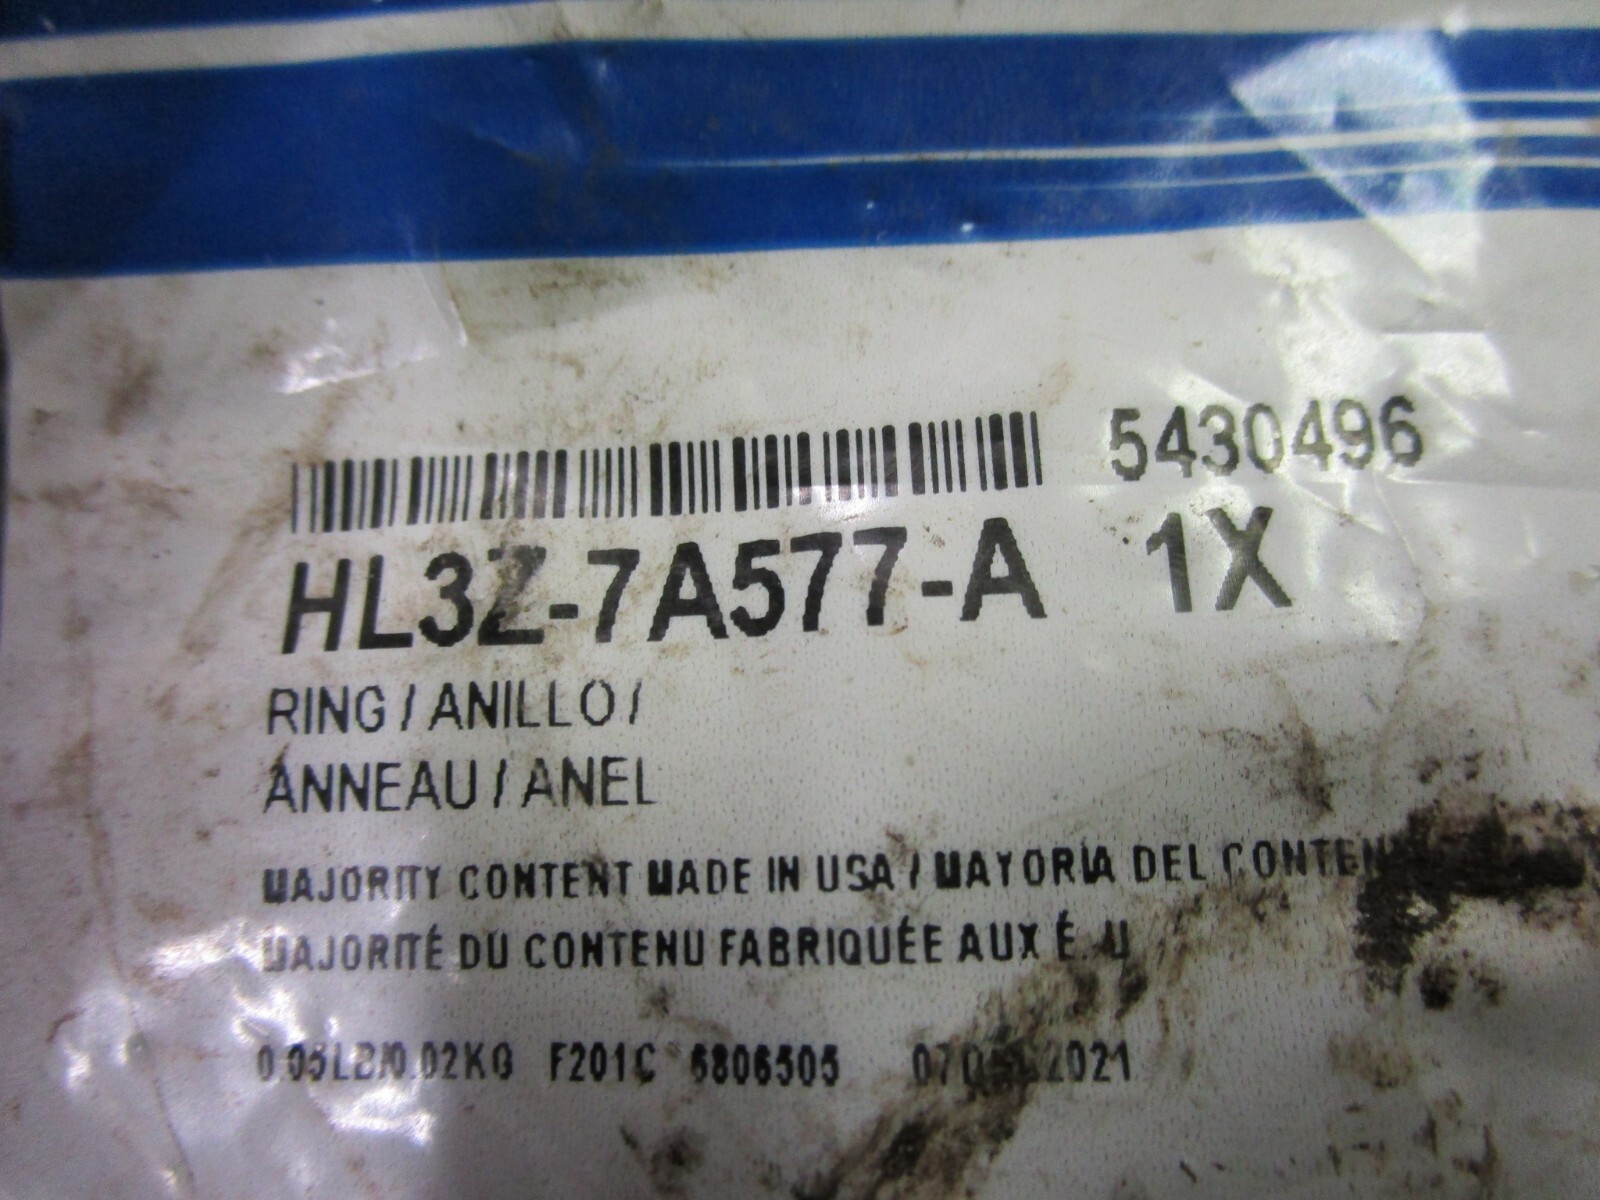 5430496
HL3Z-7A577-A 1X
RING / ANILLO /
ANNEAU / ANEL
MAJORITY CONTENT MADE IN USA / MAYORIA DEL
MAJORITÉ DU CONTENU FABRIQUÉE AUX É. U
0.05LB/0.02KG F201C 6806505